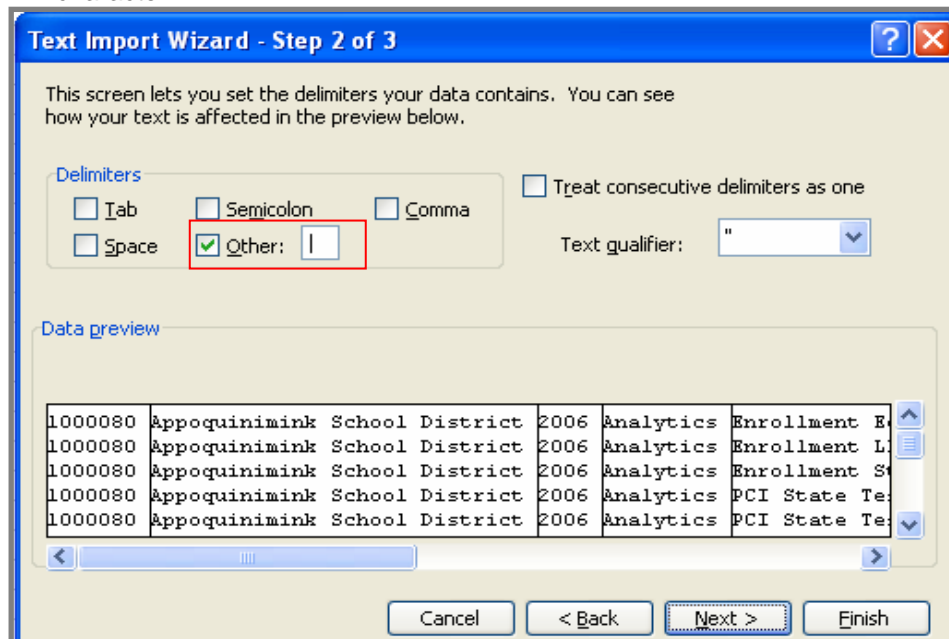 Text Import Wizard - Step 2 of 3
This screen lets you set the delimiters your data contains. You can see
how your text is affected in the preview below.
Delimiters
Tab
Semicolon
Comma
Space
Other: |
Treat consecutive delimiters as one
Text qualifier: "
Data preview
1000080 Appoquinimink School District 2006 Analytics Enrollment E
1000080 Appoquinimink School District 2006 Analytics Enrollment L
1000080 Appoquinimink School District 2006 Analytics Enrollment S
1000080 Appoquinimink School District 2006 Analytics PCI State Te
1000080 Appoquinimink School District 2006 Analytics PCI State Te
Cancel
< Back
Next >
Finish